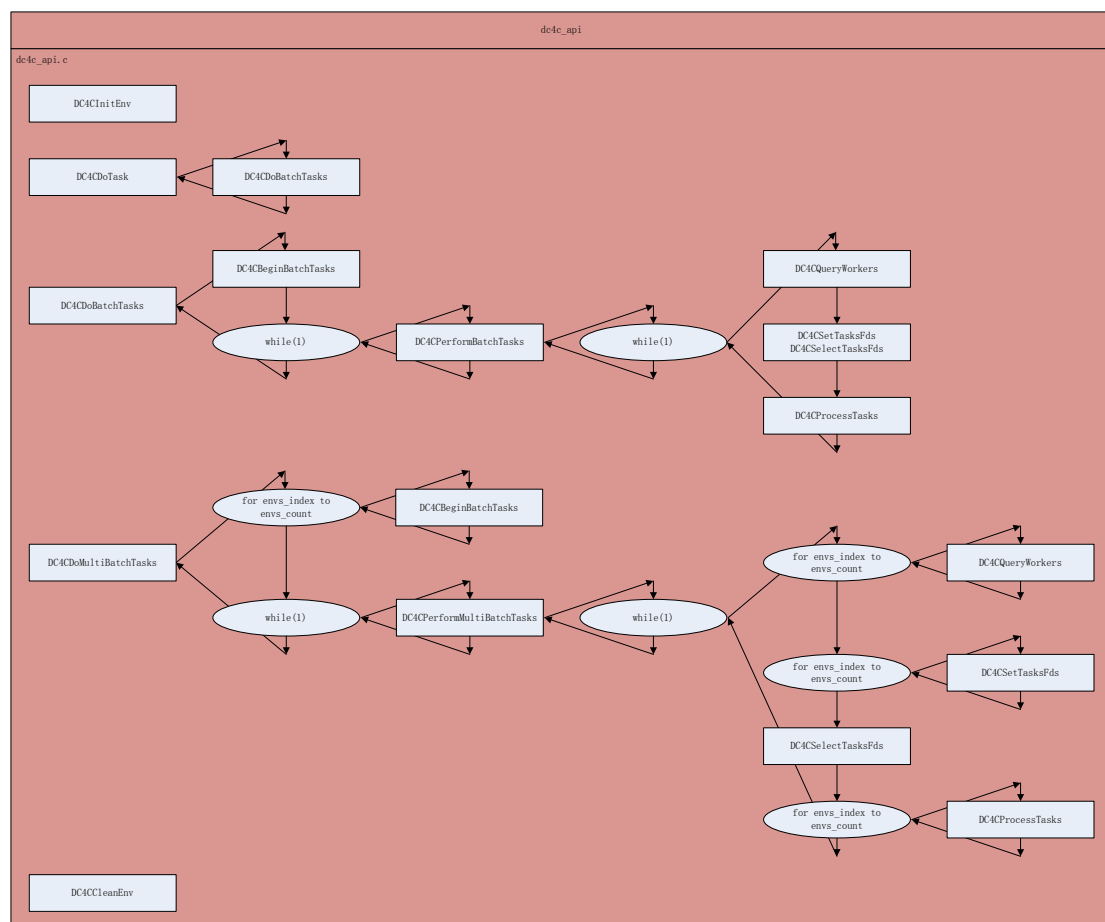 dc4c_api
dc4c_api.c
DC4CInitEnv
DC4CDoTask
DC4CDoBatchTasks
DC4CBeginBatchTasks
DC4CQueryWorkers
DC4CDoBatchTasks
while(1)
DC4CPerformBatchTasks
while(1)
DC4CSetTasksFds
DC4CSelectTasksFds
DC4CProcessTasks
for envs_index to
envs_count
DC4CBeginBatchTasks
DC4CDoMultiBatchTasks
for envs_index to
envs_count
DC4CQueryWorkers
while(1)
DC4CPerformMultiBatchTasks
while(1)
for envs_index to
envs_count
DC4CSetTasksFds
DC4CSelectTasksFds
for envs_index to
envs_count
DC4CProcessTasks
DC4CCleanEnv